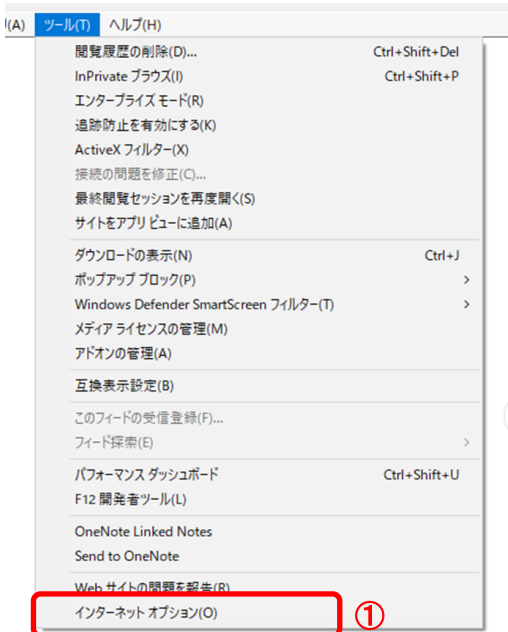 (A) ツール(T) ヘルプ(H)
閲覧履歴の削除(D)... Ctrl+Shift+Del
InPrivate ブラウズ(I) Ctrl+Shift+P
エンタープライズ モード(R)
追跡防止を有効にする(K)
ActiveX フィルター(X)
接続の問題を修正(C)...
最終閲覧セッションを再度開く(S)
サイトをアプリ ビューに追加(A)
ダウンロードの表示(N) Ctrl+J
ポップアップ ブロック(P) >
Windows Defender SmartScreen フィルター(T) >
メディア ライセンスの管理(M)
アドオンの管理(A)
互換表示設定(B)
このフィードの受信登録(F)...
フィード探索(E) >
パフォーマンス ダッシュボード Ctrl+Shift+U
F12 開発者ツール(L)
OneNote Linked Notes
Send to OneNote
Web サイトの問題を報告(R)
インターネット オプション(O) ①